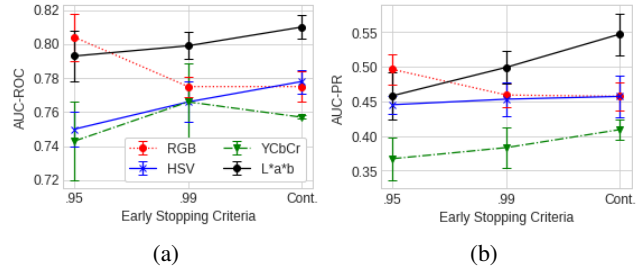 0.82
0.80
0.78
0.76
0.74
0.72
AUC-ROC
RGB
HSV
YCbCr
L*a*b
.95
.99
Cont.
Early Stopping Criteria
(a)
0.55
0.50
0.45
0.40
0.35
AUC-PR
.95
.99
Cont.
Early Stopping Criteria
(b)